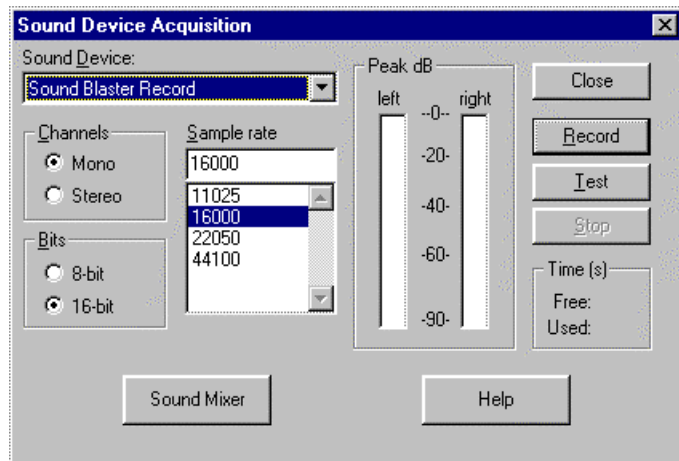 Sound Device Acquisition
Sound Device:
Sound Blaster Record
Channels
Mono
Stereo
Bits
8-bit
16-bit
Sample rate
16000
11025
16000
22050
44100
Peak dB
left right
--0--
-20-
-40-
-60-
-90-
Close
Record
Test
Stop
Time (s)
Free:
Used:
Sound Mixer
Help